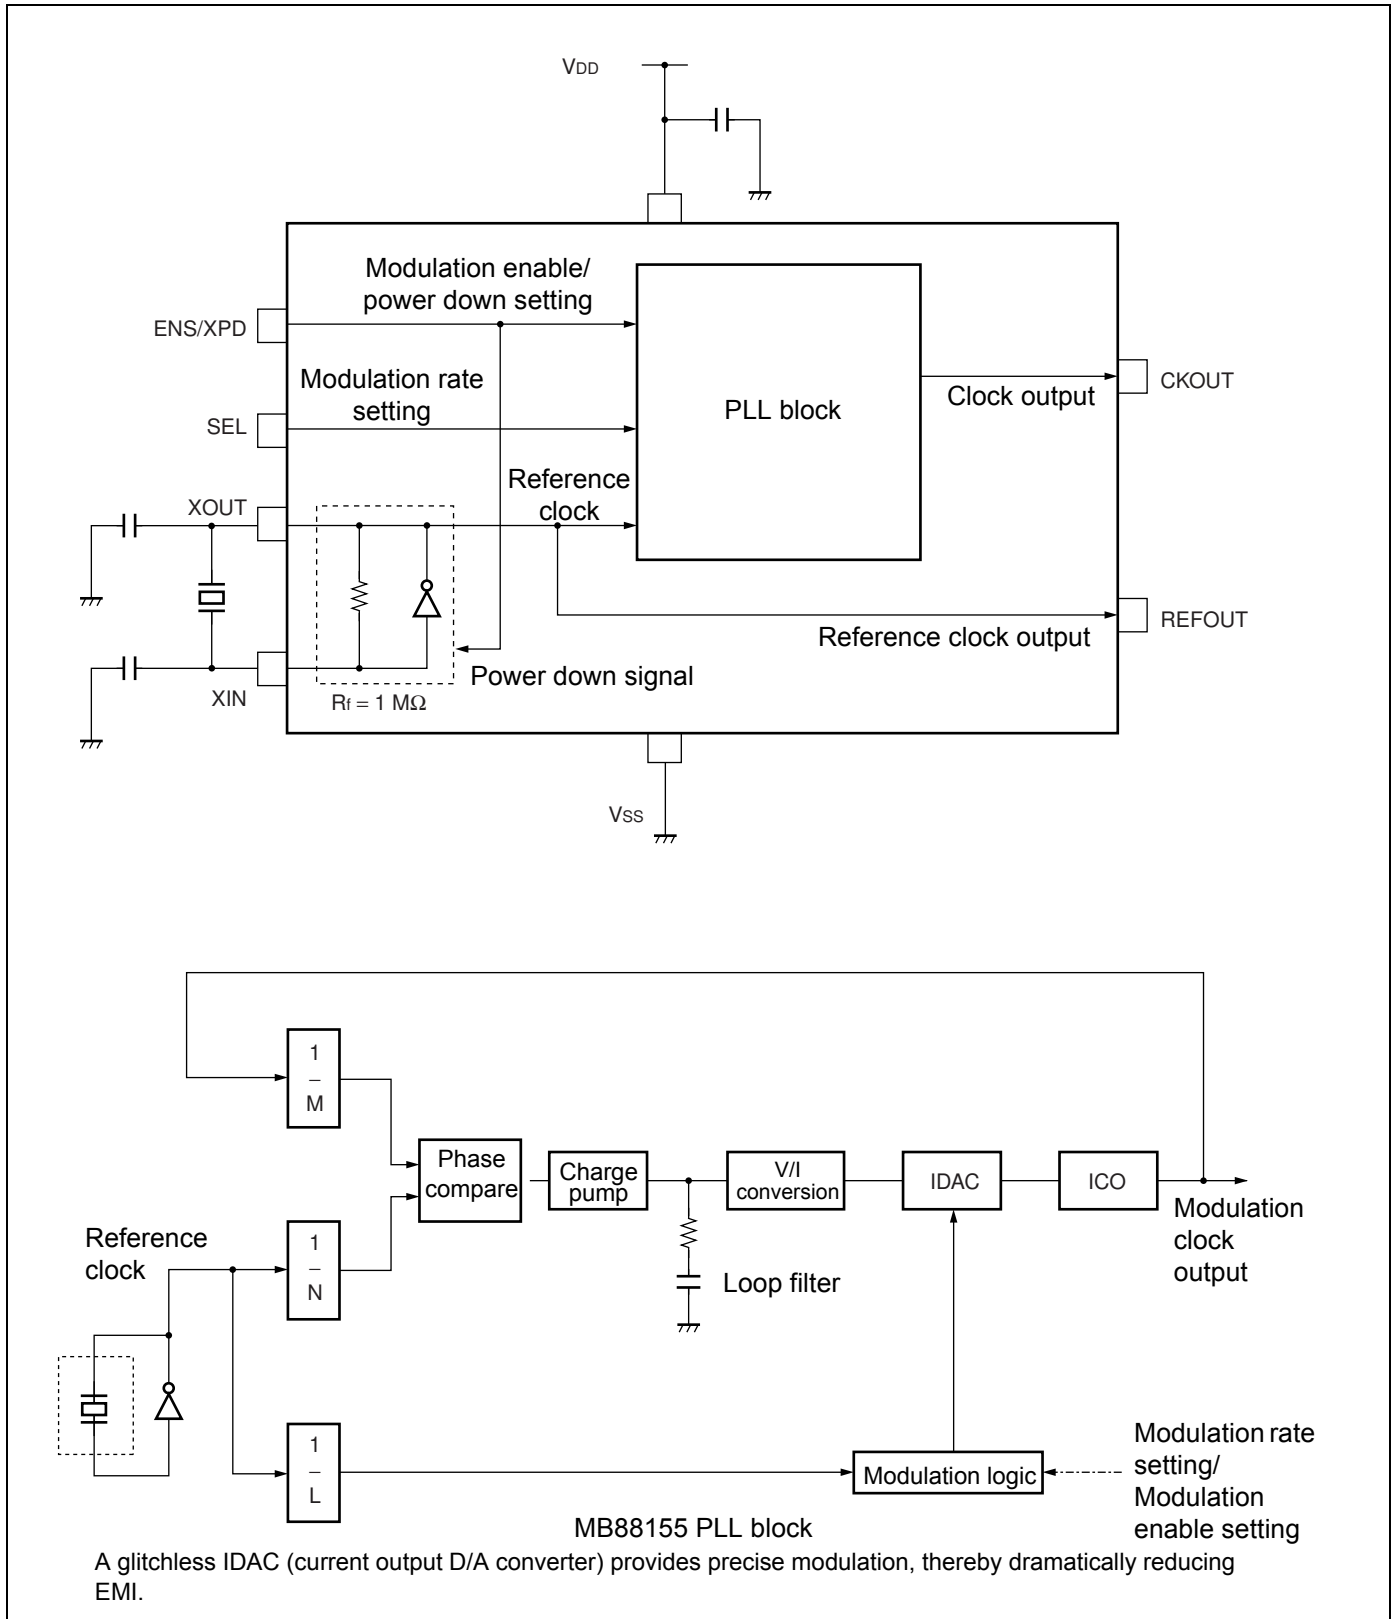 VDD
Modulation enable/
power down setting
ENS/XPD
Modulation rate
setting
SEL
PLL block
Clock output
CKOUT
Reference
clock
XOUT
REFOUT
Reference clock output
Power down signal
XIN
Rf = 1 MΩ
VSS
1
–
M
Phase
compare
Charge
pump
V/I
conversion
IDAC
ICO
Modulation
clock
output
Reference
clock
1
–
N
Loop filter
1
–
L
Modulation logic
Modulation rate
setting/
Modulation
enable setting
MB88155 PLL block
A glitchless IDAC (current output D/A converter) provides precise modulation, thereby dramatically reducing
EMI.